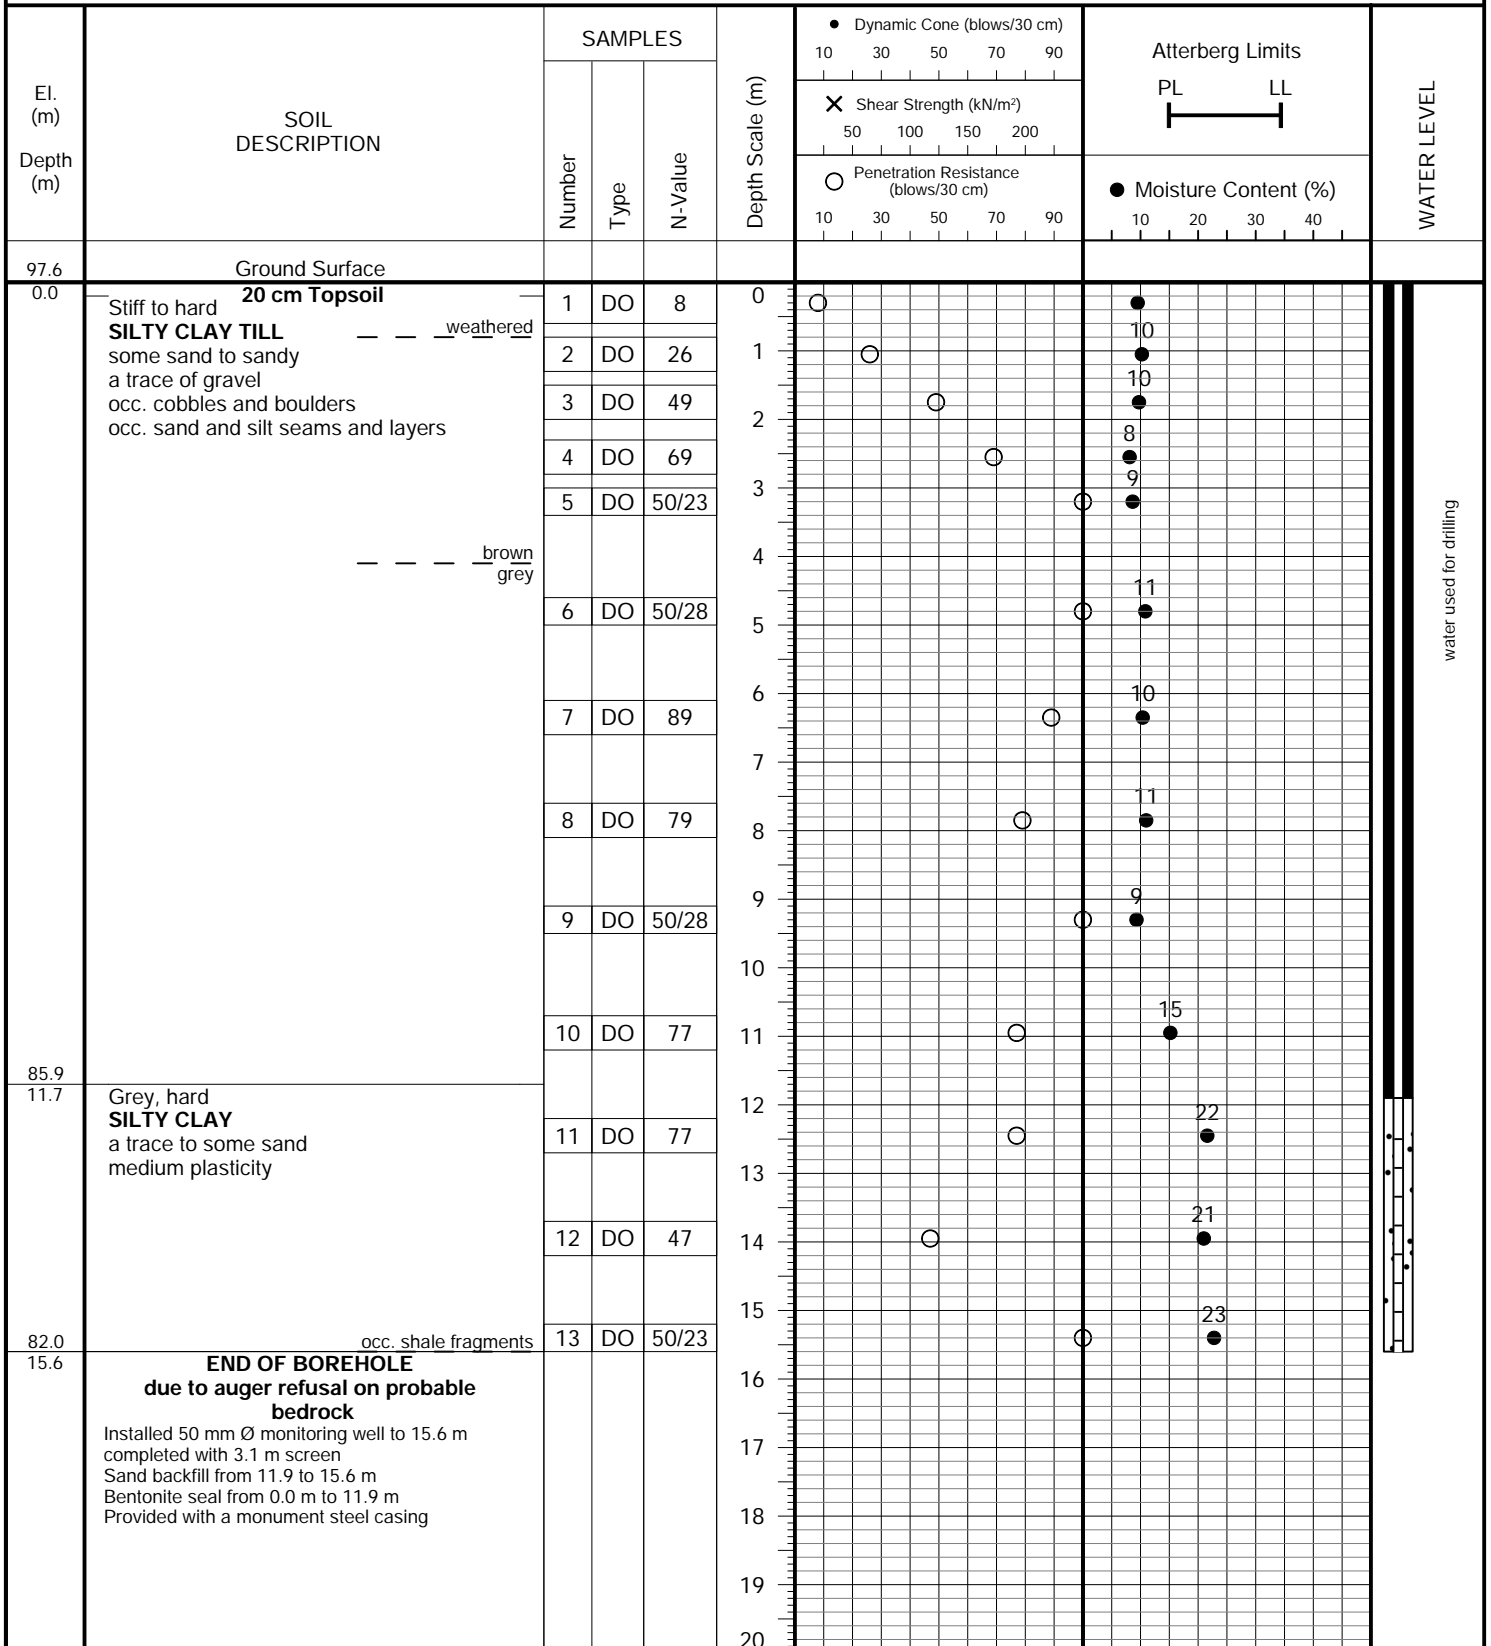 El.
(m)
Depth
(m)
SOIL
DESCRIPTION
SAMPLES
Number
Type
N-Value
Depth Scale (m)
● Dynamic Cone (blows/30 cm)
10 30 50 70 90
✕ Shear Strength (kN/m²)
50 100 150 200
○ Penetration Resistance
(blows/30 cm)
10 30 50 70 90
Atterberg Limits
PL LL
● Moisture Content (%)
10 20 30 40
WATER LEVEL
97.6 Ground Surface
0.0 20 cm Topsoil
Stiff to hard
SILTY CLAY TILL
weathered
some sand to sandy
a trace of gravel
occ. cobbles and boulders
occ. sand and silt seams and layers
brown
grey
85.9
11.7
Grey, hard
SILTY CLAY
a trace to some sand
medium plasticity
82.0 occ. shale fragments
15.6 END OF BOREHOLE
due to auger refusal on probable
bedrock
Installed 50 mm Ø monitoring well to 15.6 m
completed with 3.1 m screen
Sand backfill from 11.9 to 15.6 m
Bentonite seal from 0.0 m to 11.9 m
Provided with a monument steel casing
1 DO 8
2 DO 26
3 DO 49
4 DO 69
5 DO 50/23
6 DO 50/28
7 DO 89
8 DO 79
9 DO 50/28
10 DO 77
11 DO 77
12 DO 47
13 DO 50/23
0
1
2
3
4
5
6
7
8
9
10
11
12
13
14
15
16
17
18
19
20
10
10
8
9
11
10
11
9
15
22
21
23
water used for drilling